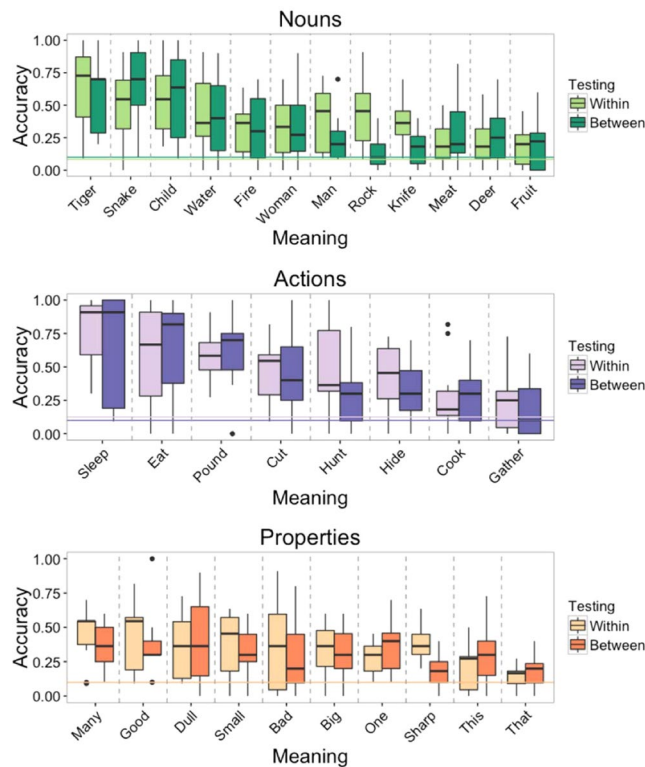 Nouns
1.00
0.75
0.50
0.25
0.00
Accuracy
Tiger Snake Child Water Fire Woman Man Rock Knife Meat Deer Fruit
Meaning
Testing
Within
Between
Actions
1.00
0.75
0.50
0.25
0.00
Accuracy
Sleep Eat Pound Cut Hunt Hide Cook Gather
Meaning
Testing
Within
Between
Properties
1.00
0.75
0.50
0.25
0.00
Accuracy
Many Good Dull Small Bad Big One Sharp This That
Meaning
Testing
Within
Between